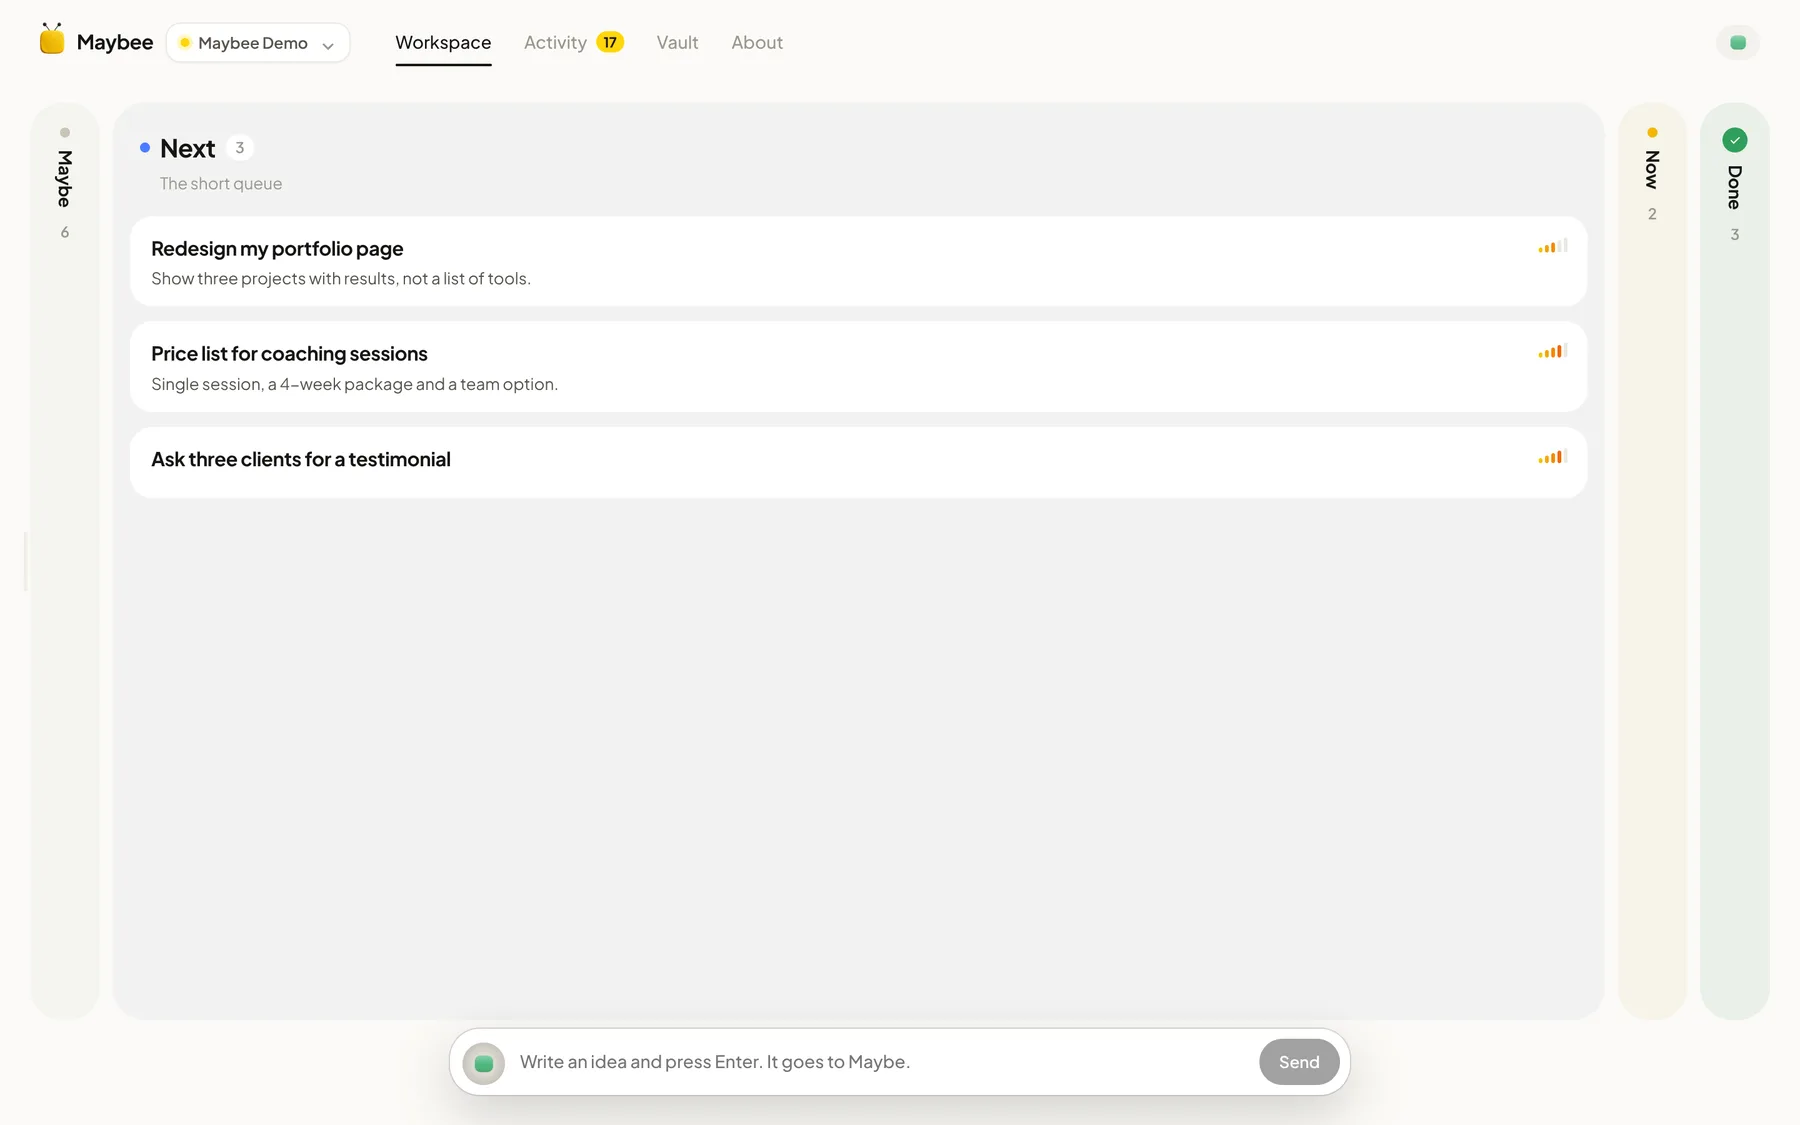 Maybee
Maybee Demo
Workspace
Activity 17
Vault
About
Maybe
6
Next 3
The short queue
Redesign my portfolio page
Show three projects with results, not a list of tools.
Price list for coaching sessions
Single session, a 4-week package and a team option.
Ask three clients for a testimonial
Now
2
Done
3
Write an idea and press Enter. It goes to Maybe.
Send